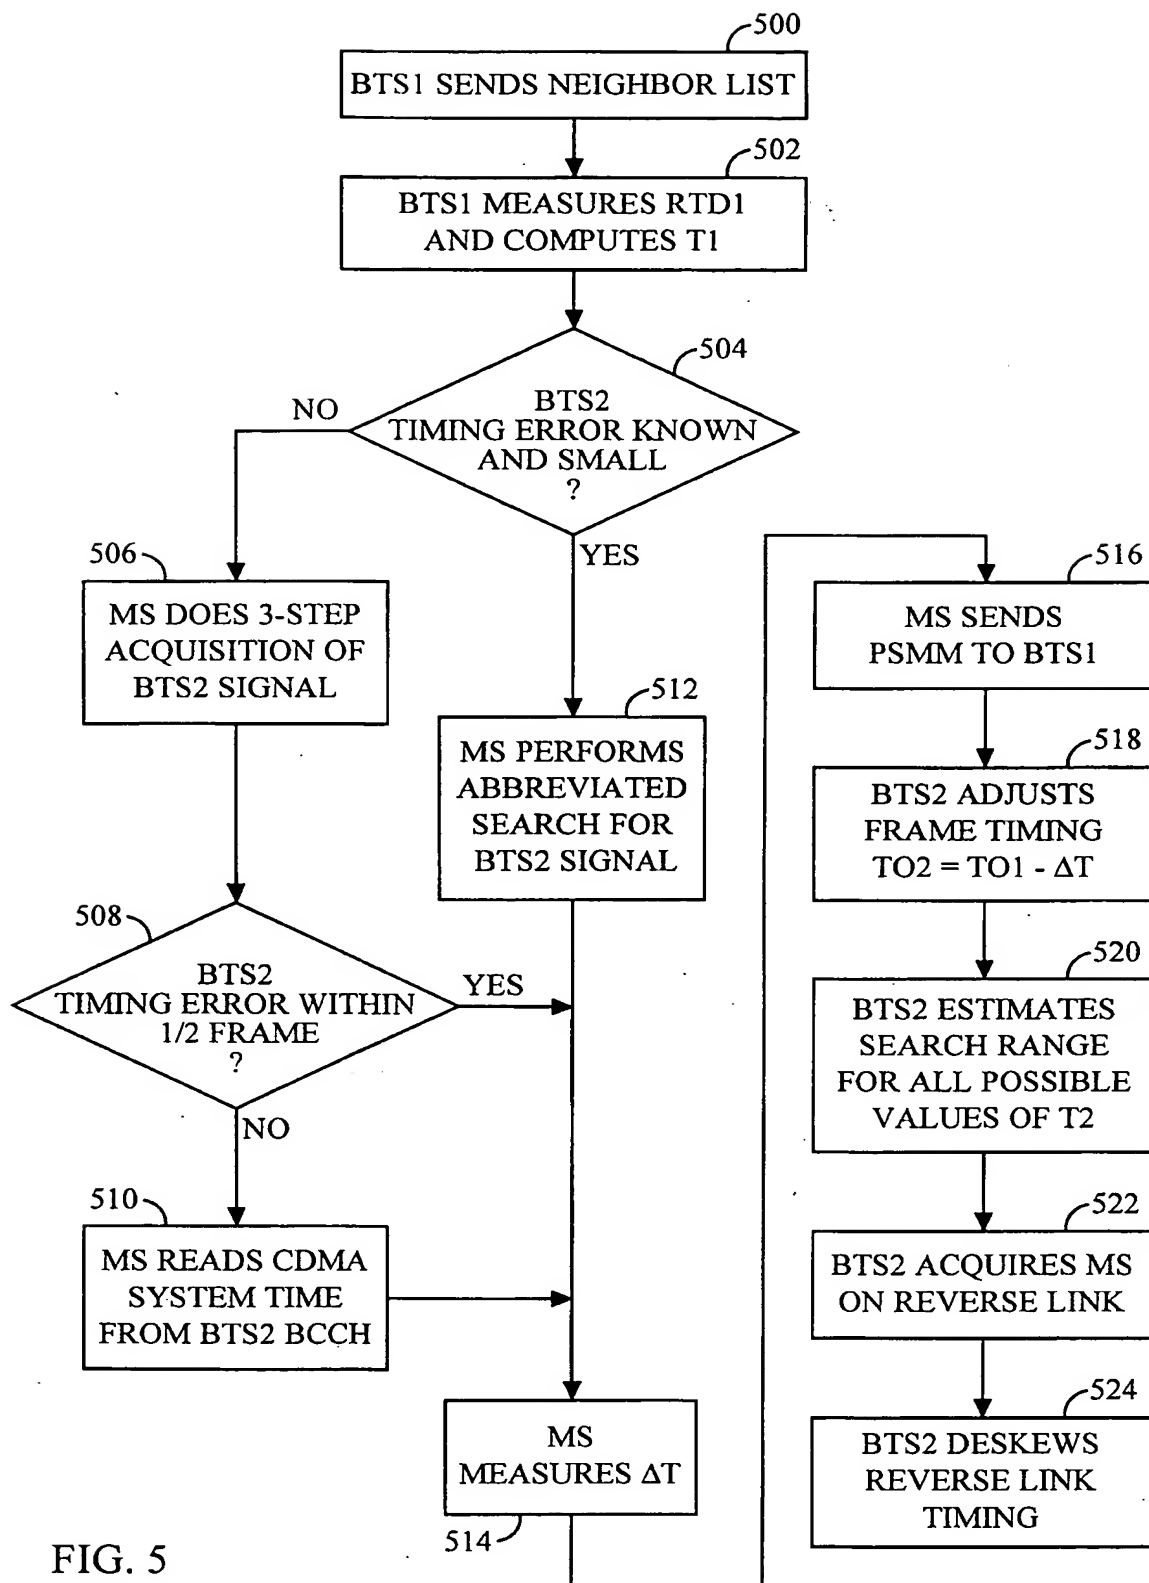 500
BTS1 SENDS NEIGHBOR LIST
502
BTS1 MEASURES RTD1
AND COMPUTES T1
504
BTS2
TIMING ERROR KNOWN
AND SMALL
?
NO
YES
506
MS DOES 3-STEP
ACQUISITION OF
BTS2 SIGNAL
512
MS PERFORMS
ABBREVIATED
SEARCH FOR
BTS2 SIGNAL
508
BTS2
TIMING ERROR WITHIN
1/2 FRAME
?
YES
NO
510
MS READS CDMA
SYSTEM TIME
FROM BTS2 BCCH
MS
MEASURES ΔT
514
516
MS SENDS
PSMM TO BTS1
518
BTS2 ADJUSTS
FRAME TIMING
TO2 = TO1 - ΔT
520
BTS2 ESTIMATES
SEARCH RANGE
FOR ALL POSSIBLE
VALUES OF T2
522
BTS2 ACQUIRES MS
ON REVERSE LINK
524
BTS2 DESKEWS
REVERSE LINK
TIMING
FIG. 5